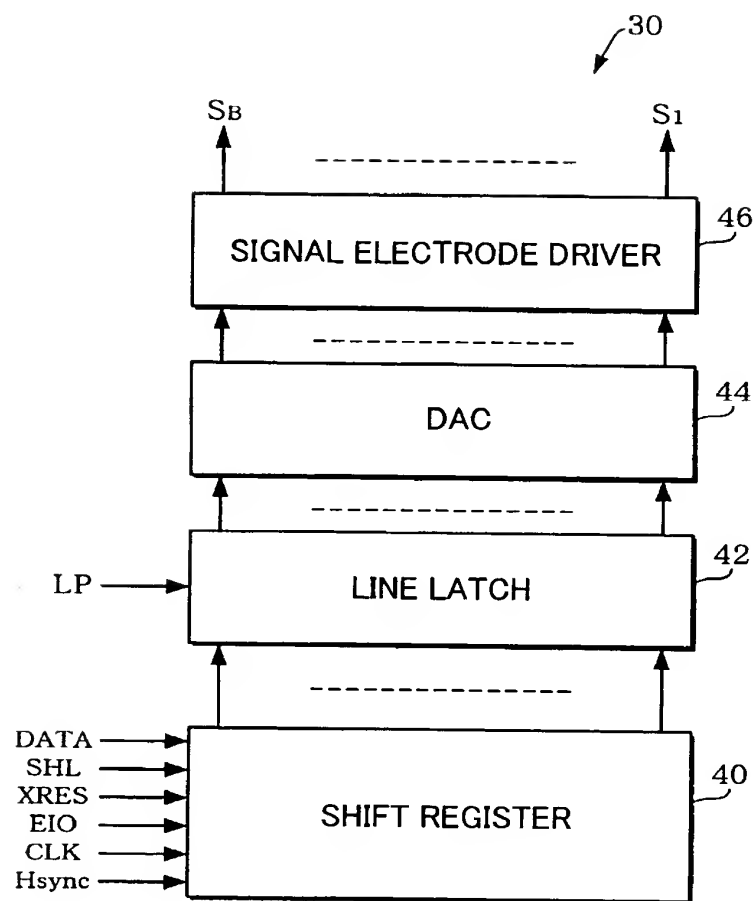 30
SB S1
SIGNAL ELECTRODE DRIVER 46
DAC 44
LP LINE LATCH 42
DATA
SHL
XRES
EIO
CLK
Hsync
SHIFT REGISTER 40